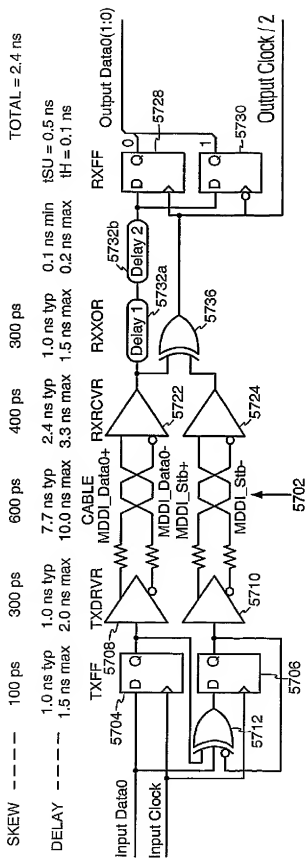 SKEW 100 ps 300 ps 600 ps 400 ps 300 ps TOTAL = 2.4 ns
DELAY 1.0 ns typ 1.0 ns typ 7.7 ns typ 2.4 ns typ 1.0 ns typ 0.1 ns min tSU = 0.5 ns
1.5 ns max 2.0 ns max 10.0 ns max 3.3 ns max 1.5 ns max 0.2 ns max tH = 0.1 ns
TXFF TXDRVR CABLE RXRCVR RXXOR RXFF
MDDI_Data0+
5704
5708
5732a
5732b
5728
Input Data0
D Q
Delay 1
Delay 2
D Q 0
Output Data0(1:0)
MDDI_Data0-
5722
Input Clock
MDDI_Stb+
5736
D Q 1
5730
5712
D Q
5710
MDDI_Stb-
5724
5706
5702
Output Clock / 2